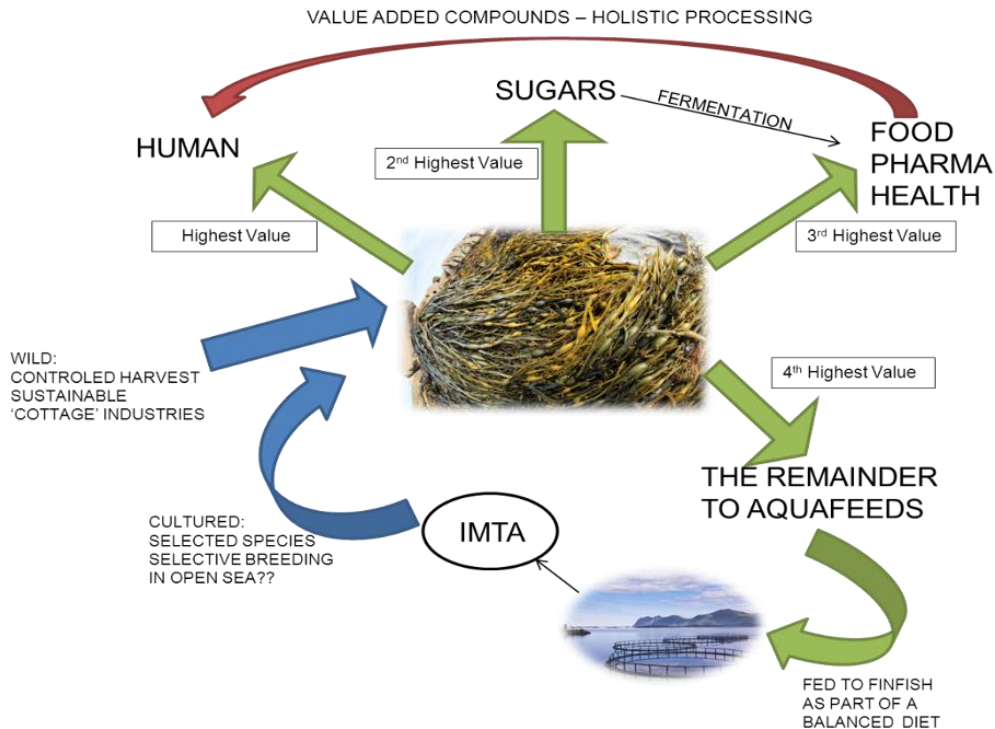 VALUE ADDED COMPOUNDS – HOLISTIC PROCESSING
SUGARS
FERMENTATION
HUMAN
FOOD
PHARMA
HEALTH
2nd Highest Value
Highest Value
3rd Highest Value
WILD:
CONTROLED HARVEST
SUSTAINABLE
'COTTAGE' INDUSTRIES
4th Highest Value
THE REMAINDER
TO AQUAFEEDS
CULTURED:
SELECTED SPECIES
SELECTIVE BREEDING
IN OPEN SEA??
IMTA
FED TO FINFISH
AS PART OF A
BALANCED DIET